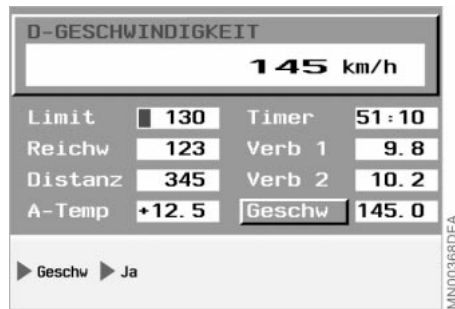 D-GESCHWINDIGKEIT
145 km/h
Limit 130 Timer 51:10
Reichw 123 Verb 1 9.8
Distanz 345 Verb 2 10.2
A-Temp +12.5 Geschw 145.0
Geschw Ja
MN00368DEA